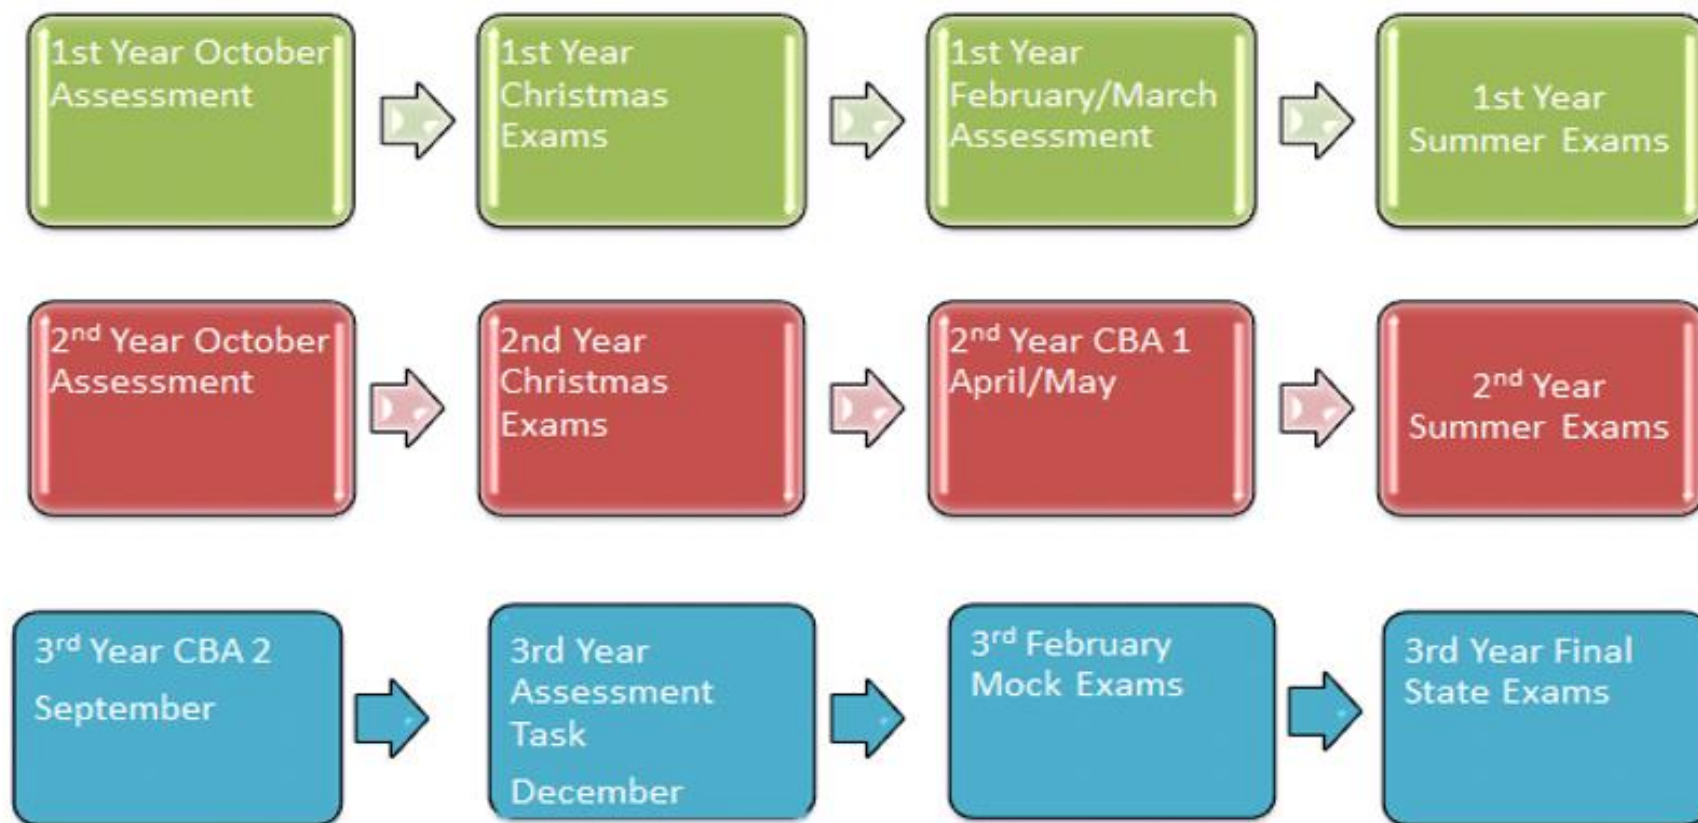 1st Year October
Assessment
1st Year
Christmas
Exams
1st Year
February/March
Assessment
1st Year
Summer Exams
2nd Year October
Assessment
2nd Year
Christmas
Exams
2nd Year CBA 1
April/May
2nd Year
Summer Exams
3rd Year CBA 2
September
3rd Year
Assessment
Task
December
3rd February
Mock Exams
3rd Year Final
State Exams